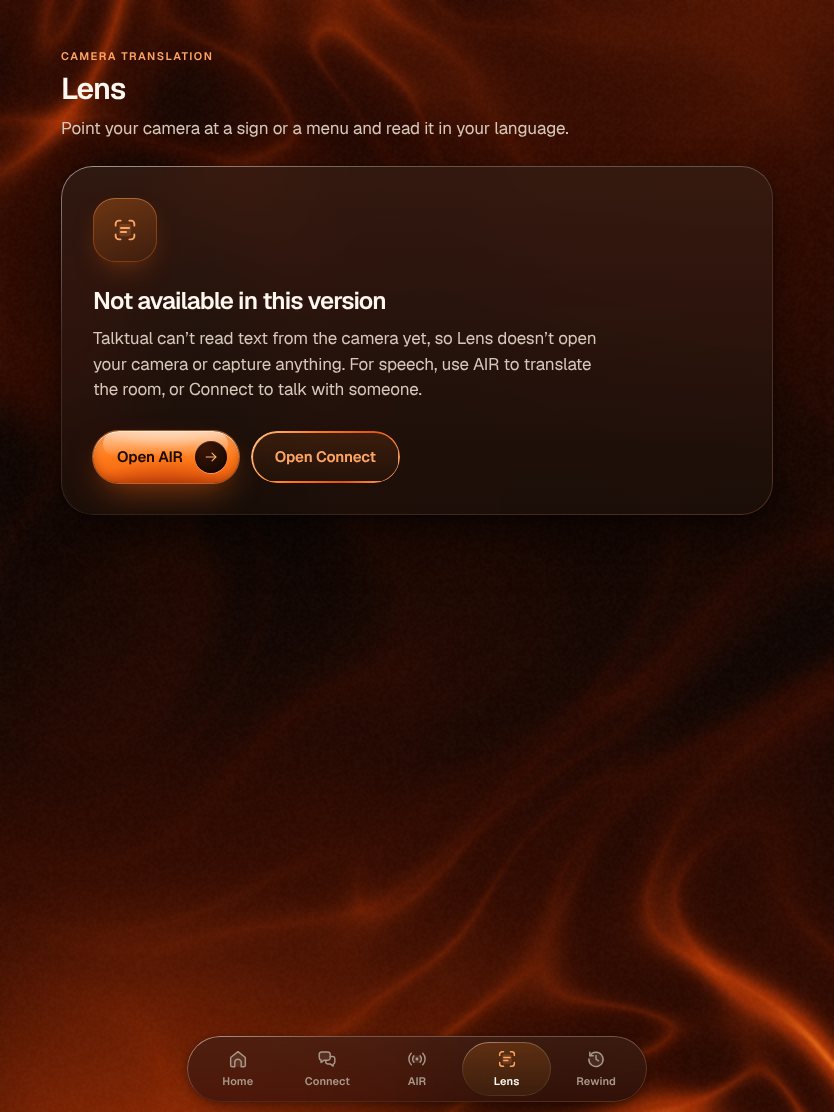 CAMERA TRANSLATION
Lens
Point your camera at a sign or a menu and read it in your language.
Not available in this version
Talktual can’t read text from the camera yet, so Lens doesn’t open
your camera or capture anything. For speech, use AIR to translate
the room, or Connect to talk with someone.
Open AIR
Open Connect
Home
Connect
AIR
Lens
Rewind